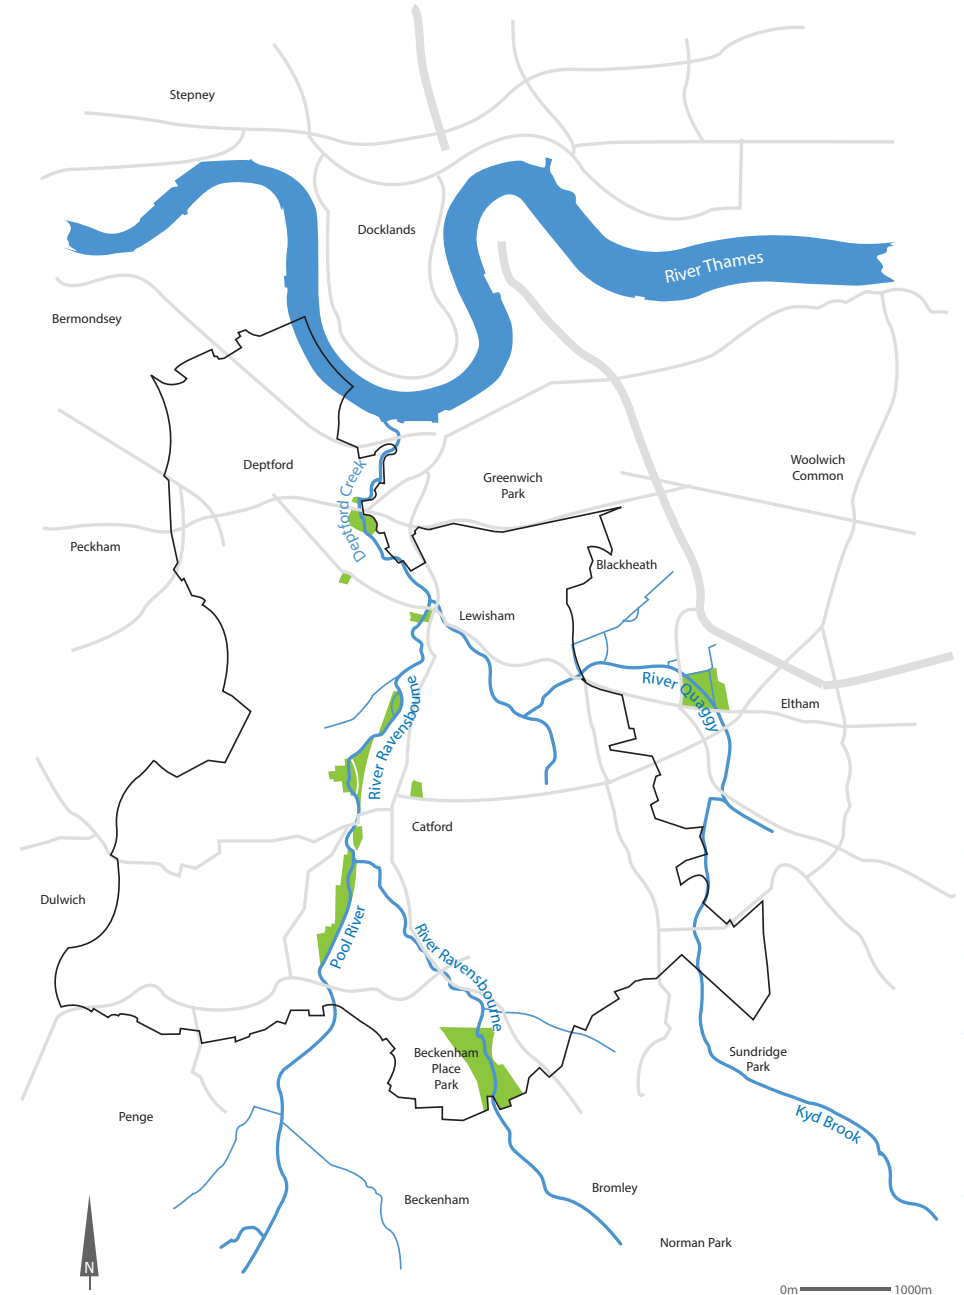 Stepney
Docklands
River Thames
Bermondsey
Deptford
Deptford Creek
Greenwich
Park
Woolwich
Common
Peckham
Blackheath
Lewisham
River Quaggy
Eltham
River Ravensbourne
Catford
Dulwich
Pool River
River Ravensbourne
Beckenham
Place
Park
Sundridge
Park
Kyd Brook
Penge
Beckenham
Bromley
Norman Park
N
0m
1000m